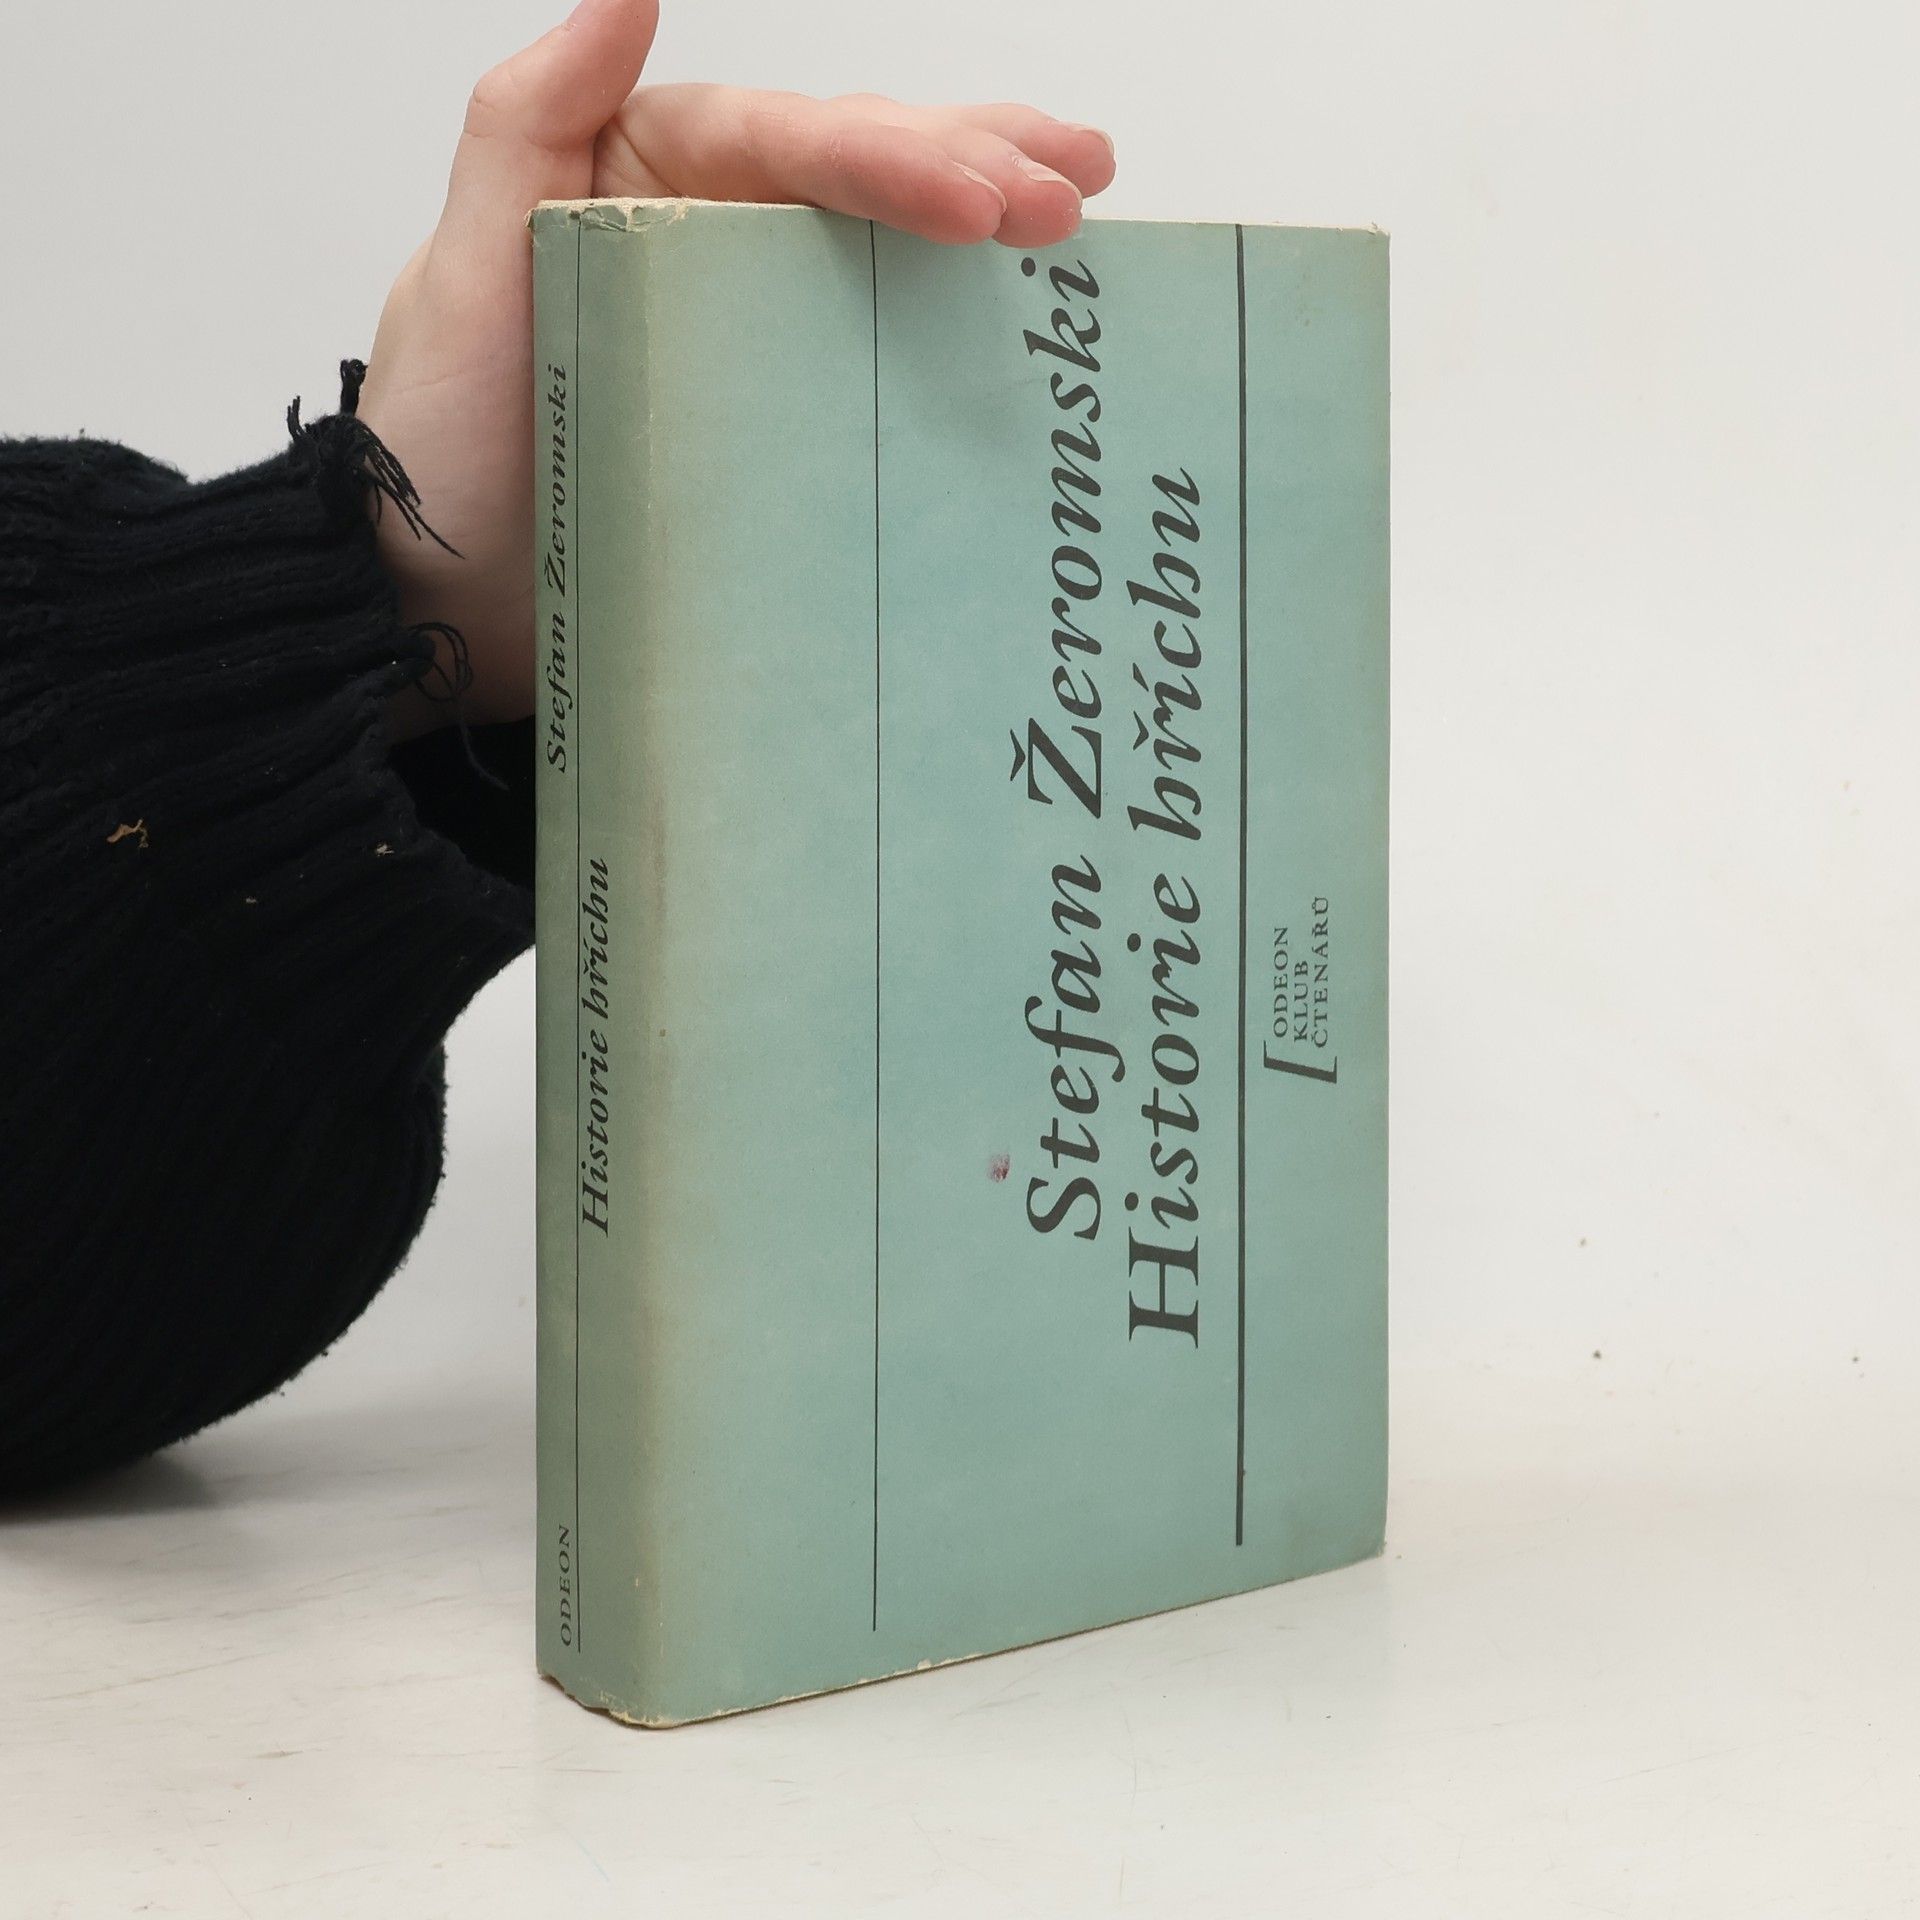 Stefan Žeromski
Historie hříchu
ODEON
Stefan Žeromski
Historie hříchu
ODEON
KLUB
ČTENÁŘŮ